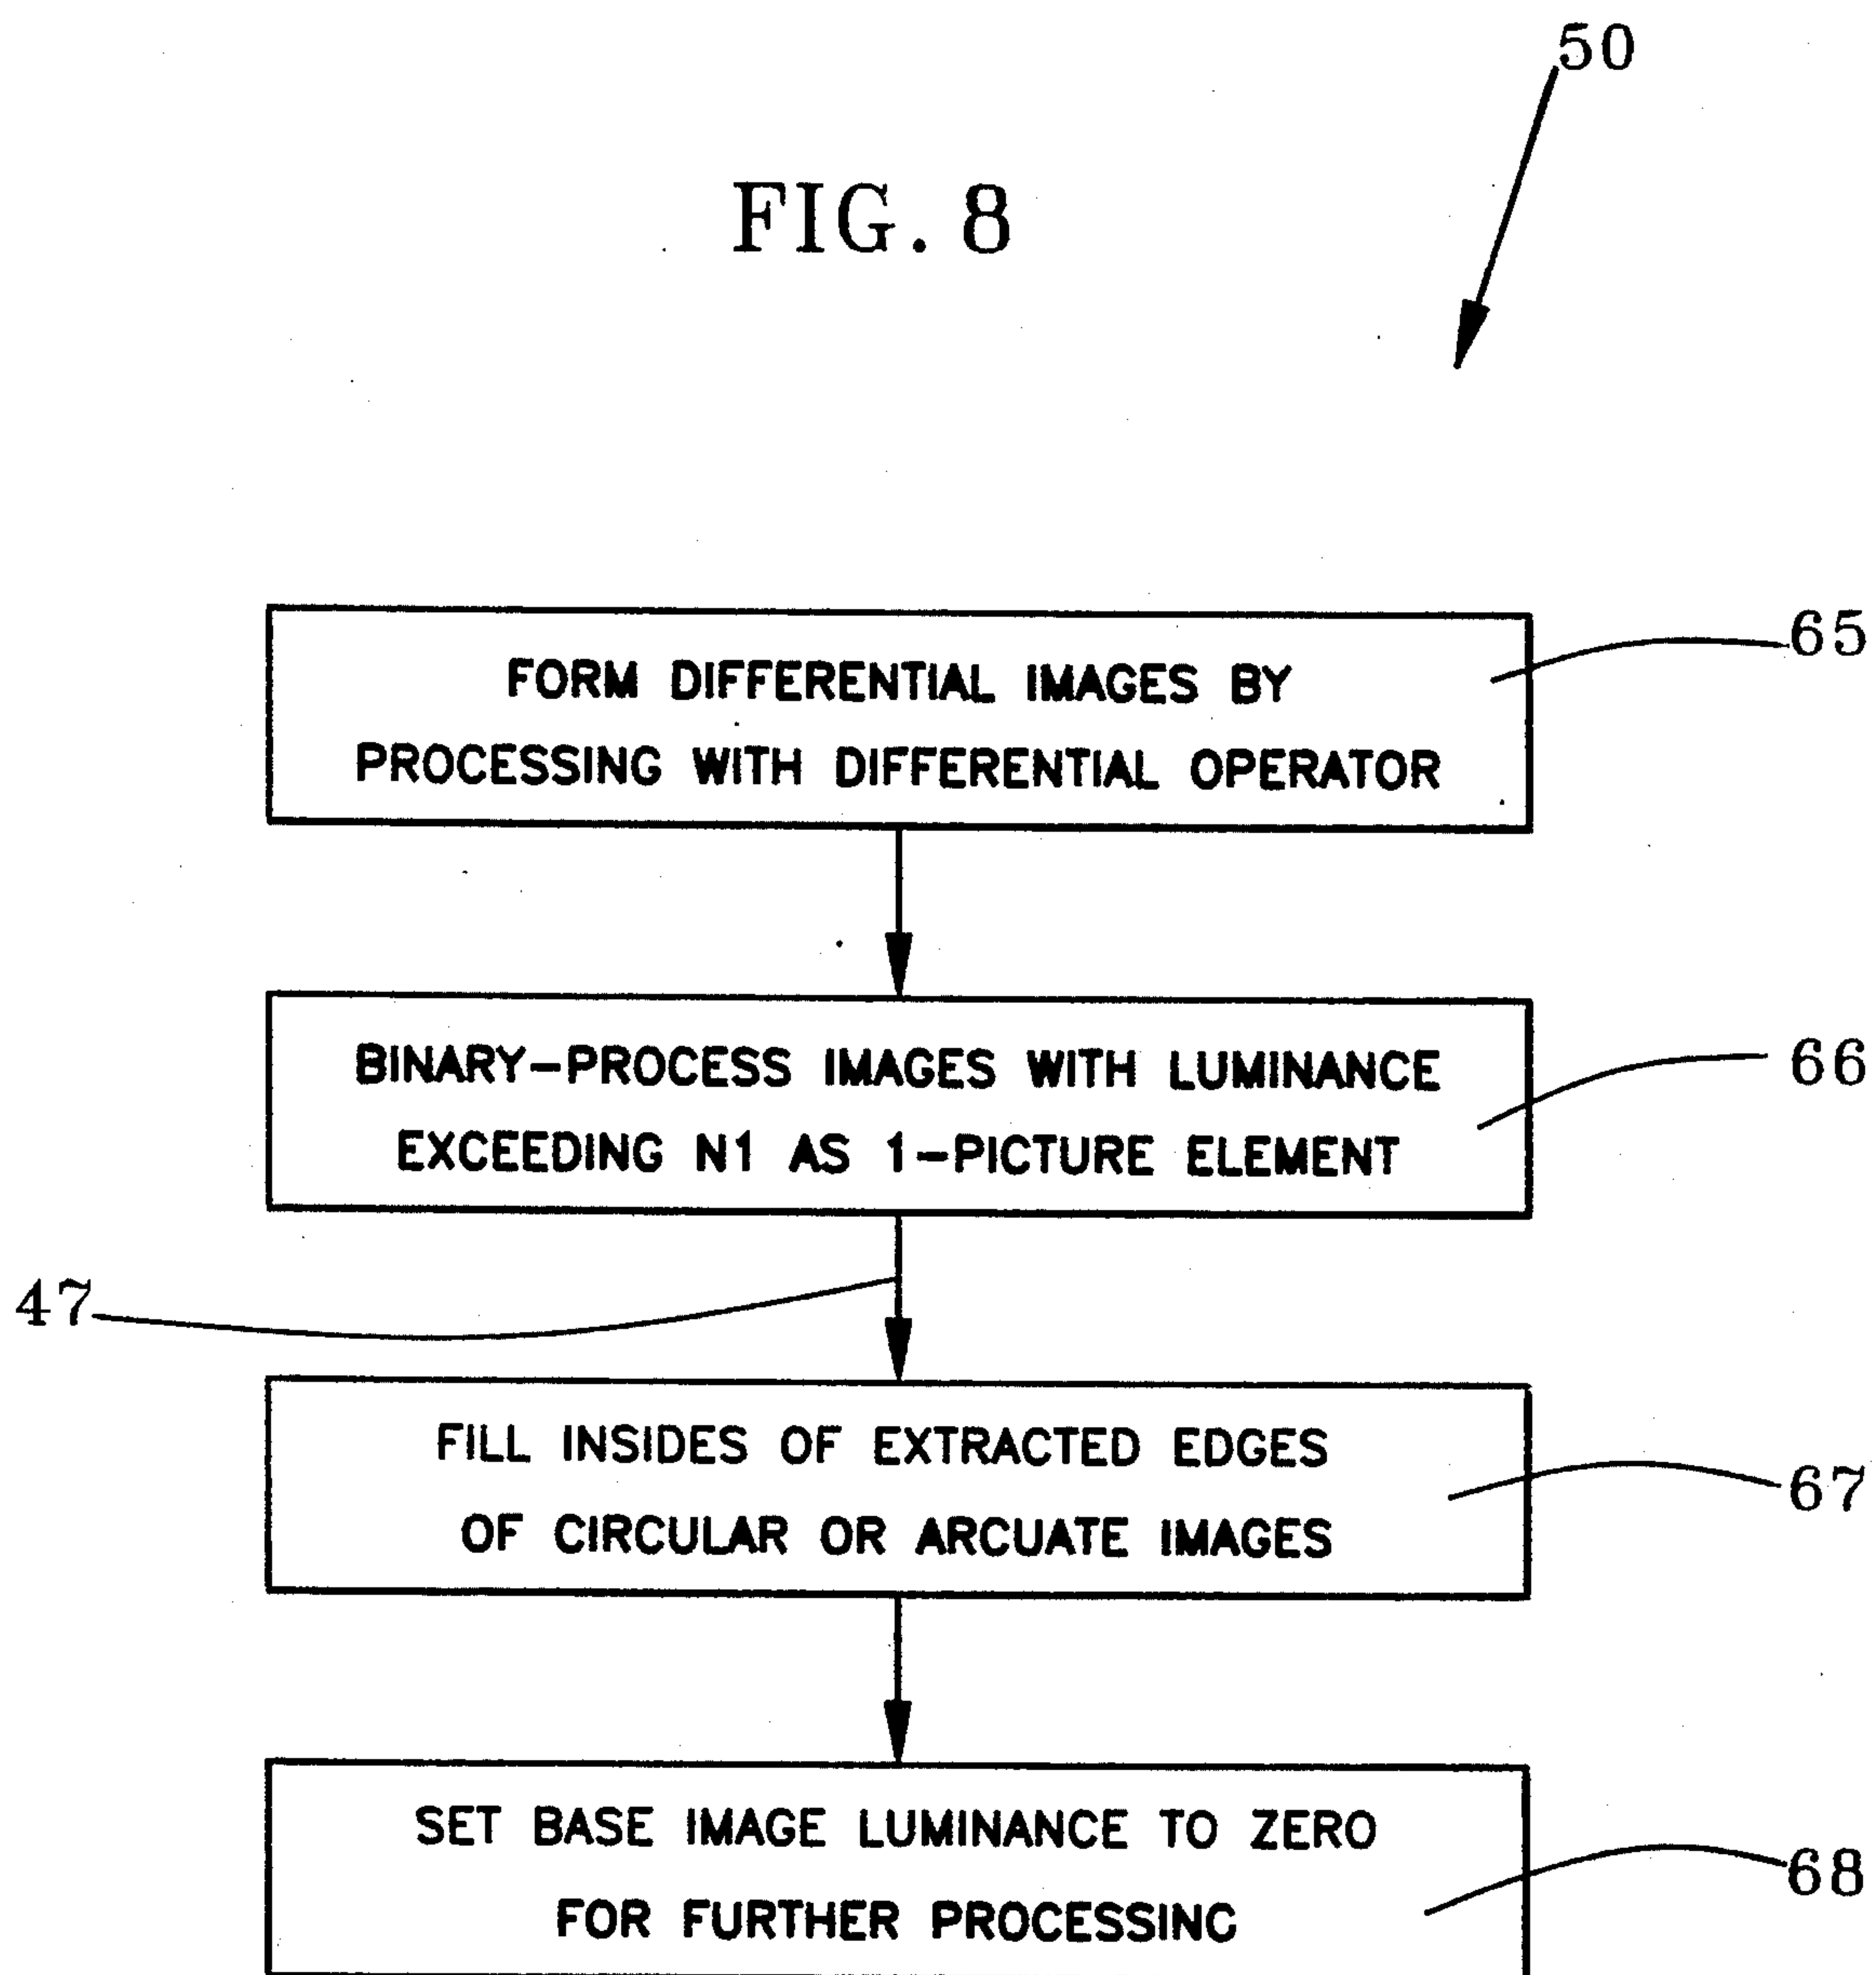 50
FIG. 8
FORM DIFFERENTIAL IMAGES BY
PROCESSING WITH DIFFERENTIAL OPERATOR
65
BINARY-PROCESS IMAGES WITH LUMINANCE
EXCEEDING N1 AS 1-PICTURE ELEMENT
66
47
FILL INSIDES OF EXTRACTED EDGES
OF CIRCULAR OR ARCUATE IMAGES
67
SET BASE IMAGE LUMINANCE TO ZERO
FOR FURTHER PROCESSING
68